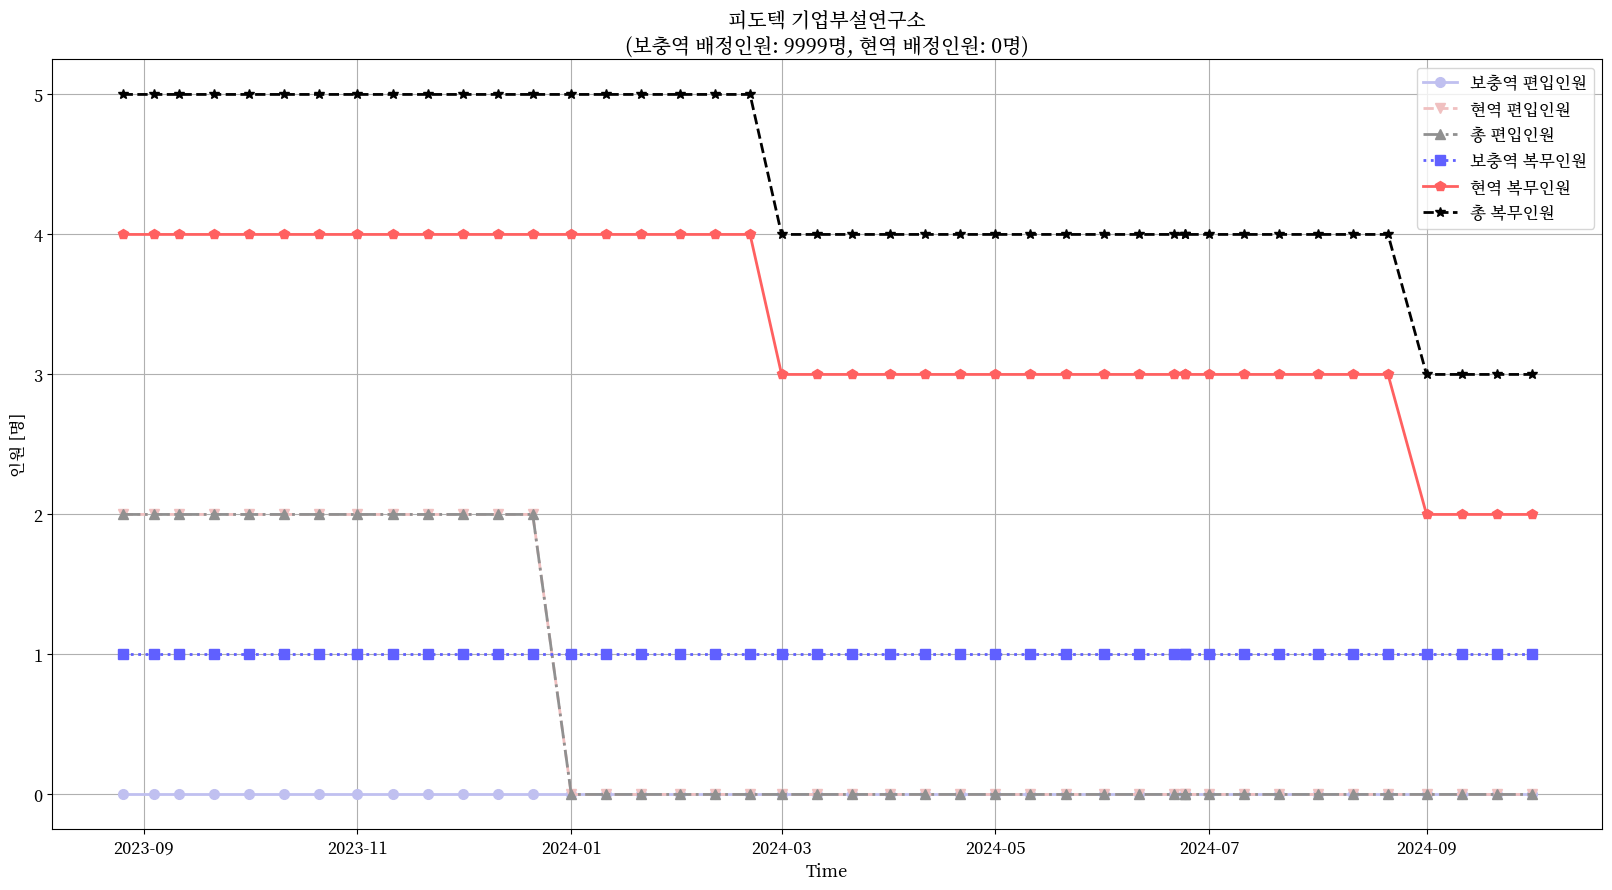 피도텍 기업부설연구소
(보충역 배정인원: 9999명, 현역 배정인원: 0명)
보충역 편입인원
현역 편입인원
총 편입인원
보충역 복무인원
현역 복무인원
총 복무인원
인원 [명]
5
4
3
2
1
0
2023-09
2023-11
2024-01
2024-03
2024-05
2024-07
2024-09
Time